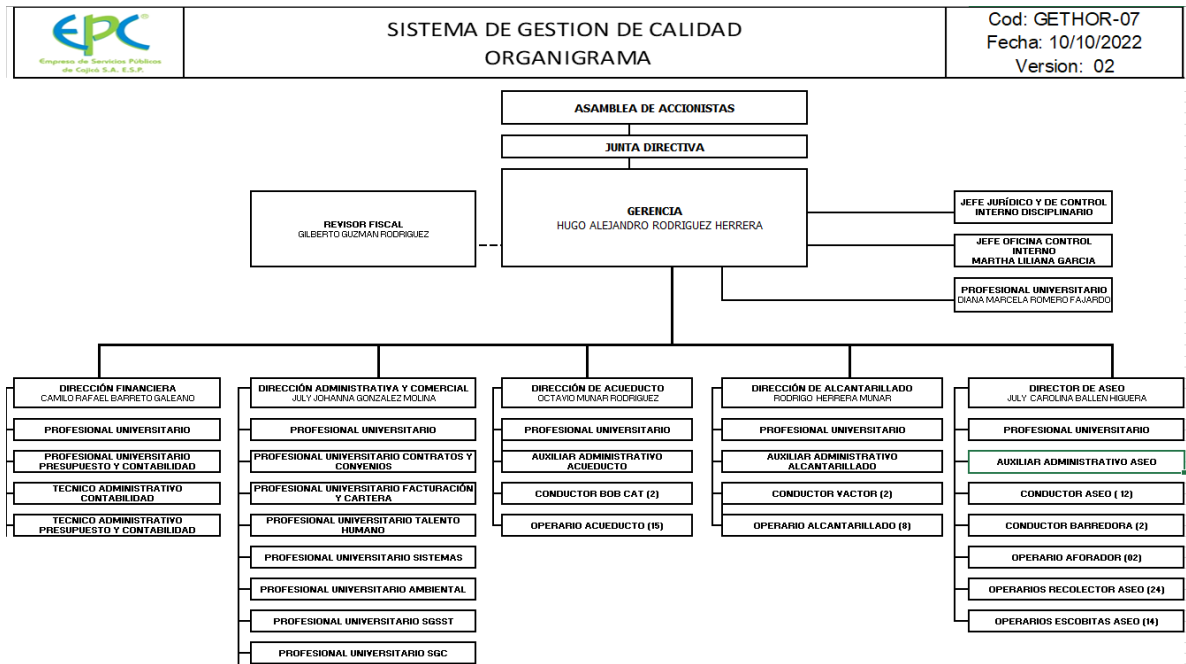 EPC
Empresa de Servicios Públicos
de Cajicá S.A. E.S.P.
SISTEMA DE GESTION DE CALIDAD
ORGANIGRAMA
Cod: GETHOR-07
Fecha: 10/10/2022
Version: 02
ASAMBLEA DE ACCIONISTAS
JUNTA DIRECTIVA
GERENCIA
HUGO ALEJANDRO RODRIGUEZ HERRERA
REVISOR FISCAL
GILBERTO GUZMAN RODRIGUEZ
JEFE JURÍDICO Y DE CONTROL
INTERNO DISCIPLINARIO
JEFE OFICINA CONTROL
INTERNO
MARTHA LILIANA GARCIA
PROFESIONAL UNIVERSITARIO
DIANA MARCELA ROMERO FAJARDO
DIRECCIÓN FINANCIERA
CAMILO RAFAEL BARRETO GALEANO
PROFESIONAL UNIVERSITARIO
PROFESIONAL UNIVERSITARIO
PRESUPUESTO Y CONTABILIDAD
TECNICO ADMINISTRATIVO
CONTABILIDAD
TECNICO ADMINISTRATIVO
PRESUPUESTO Y CONTABILIDAD
DIRECCIÓN ADMINISTRATIVA Y COMERCIAL
JULY JOHANNA GONZALEZ MOLINA
PROFESIONAL UNIVERSITARIO
PROFESIONAL UNIVERSITARIO CONTRATOS Y
CONVENIOS
PROFESIONAL UNIVERSITARIO FACTURACIÓN
Y CARTERA
PROFESIONAL UNIVERSITARIO TALENTO
HUMANO
PROFESIONAL UNIVERSITARIO SISTEMAS
PROFESIONAL UNIVERSITARIO AMBIENTAL
PROFESIONAL UNIVERSITARIO SGSST
PROFESIONAL UNIVERSITARIO SGC
DIRECCIÓN DE ACUEDUCTO
OCTAVIO MUNAR RODRIGUEZ
PROFESIONAL UNIVERSITARIO
AUXILIAR ADMINISTRATIVO
ACUEDUCTO
CONDUCTOR BOB CAT (2)
OPERARIO ACUEDUCTO (15)
DIRECCIÓN DE ALCANTARILLADO
RODRIGO HERRERA MUNAR
PROFESIONAL UNIVERSITARIO
AUXILIAR ADMINISTRATIVO
ALCANTARILLADO
CONDUCTOR VACTOR (2)
OPERARIO ALCANTARILLADO (8)
DIRECTOR DE ASEO
JULY CAROLINA BALLEN HIGUERA
PROFESIONAL UNIVERSITARIO
AUXILIAR ADMINISTRATIVO ASEO
CONDUCTOR ASEO ( 12)
CONDUCTOR BARREDORA (2)
OPERARIO AFORADOR (02)
OPERARIOS RECOLECTOR ASEO (24)
OPERARIOS ESCOBITAS ASEO (14)